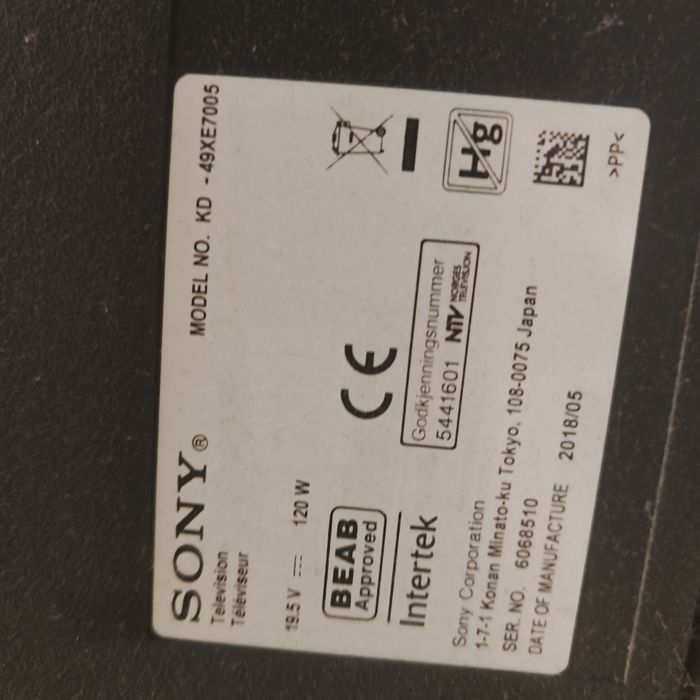 SONY®
MODEL NO. KD - 49XE7005
Television
Téléviseur
19.5 V 120 W
BEAB
Approved
CE
Hg
Intertek
Godkjenningsnummer
5441601 NTV NORGES
TELEVISJON
Sony Corporation
1-7-1 Konan Minato-ku Tokyo, 108-0075 Japan
SER. NO. 6068510
DATE OF MANUFACTURE 2018/05
>PP<